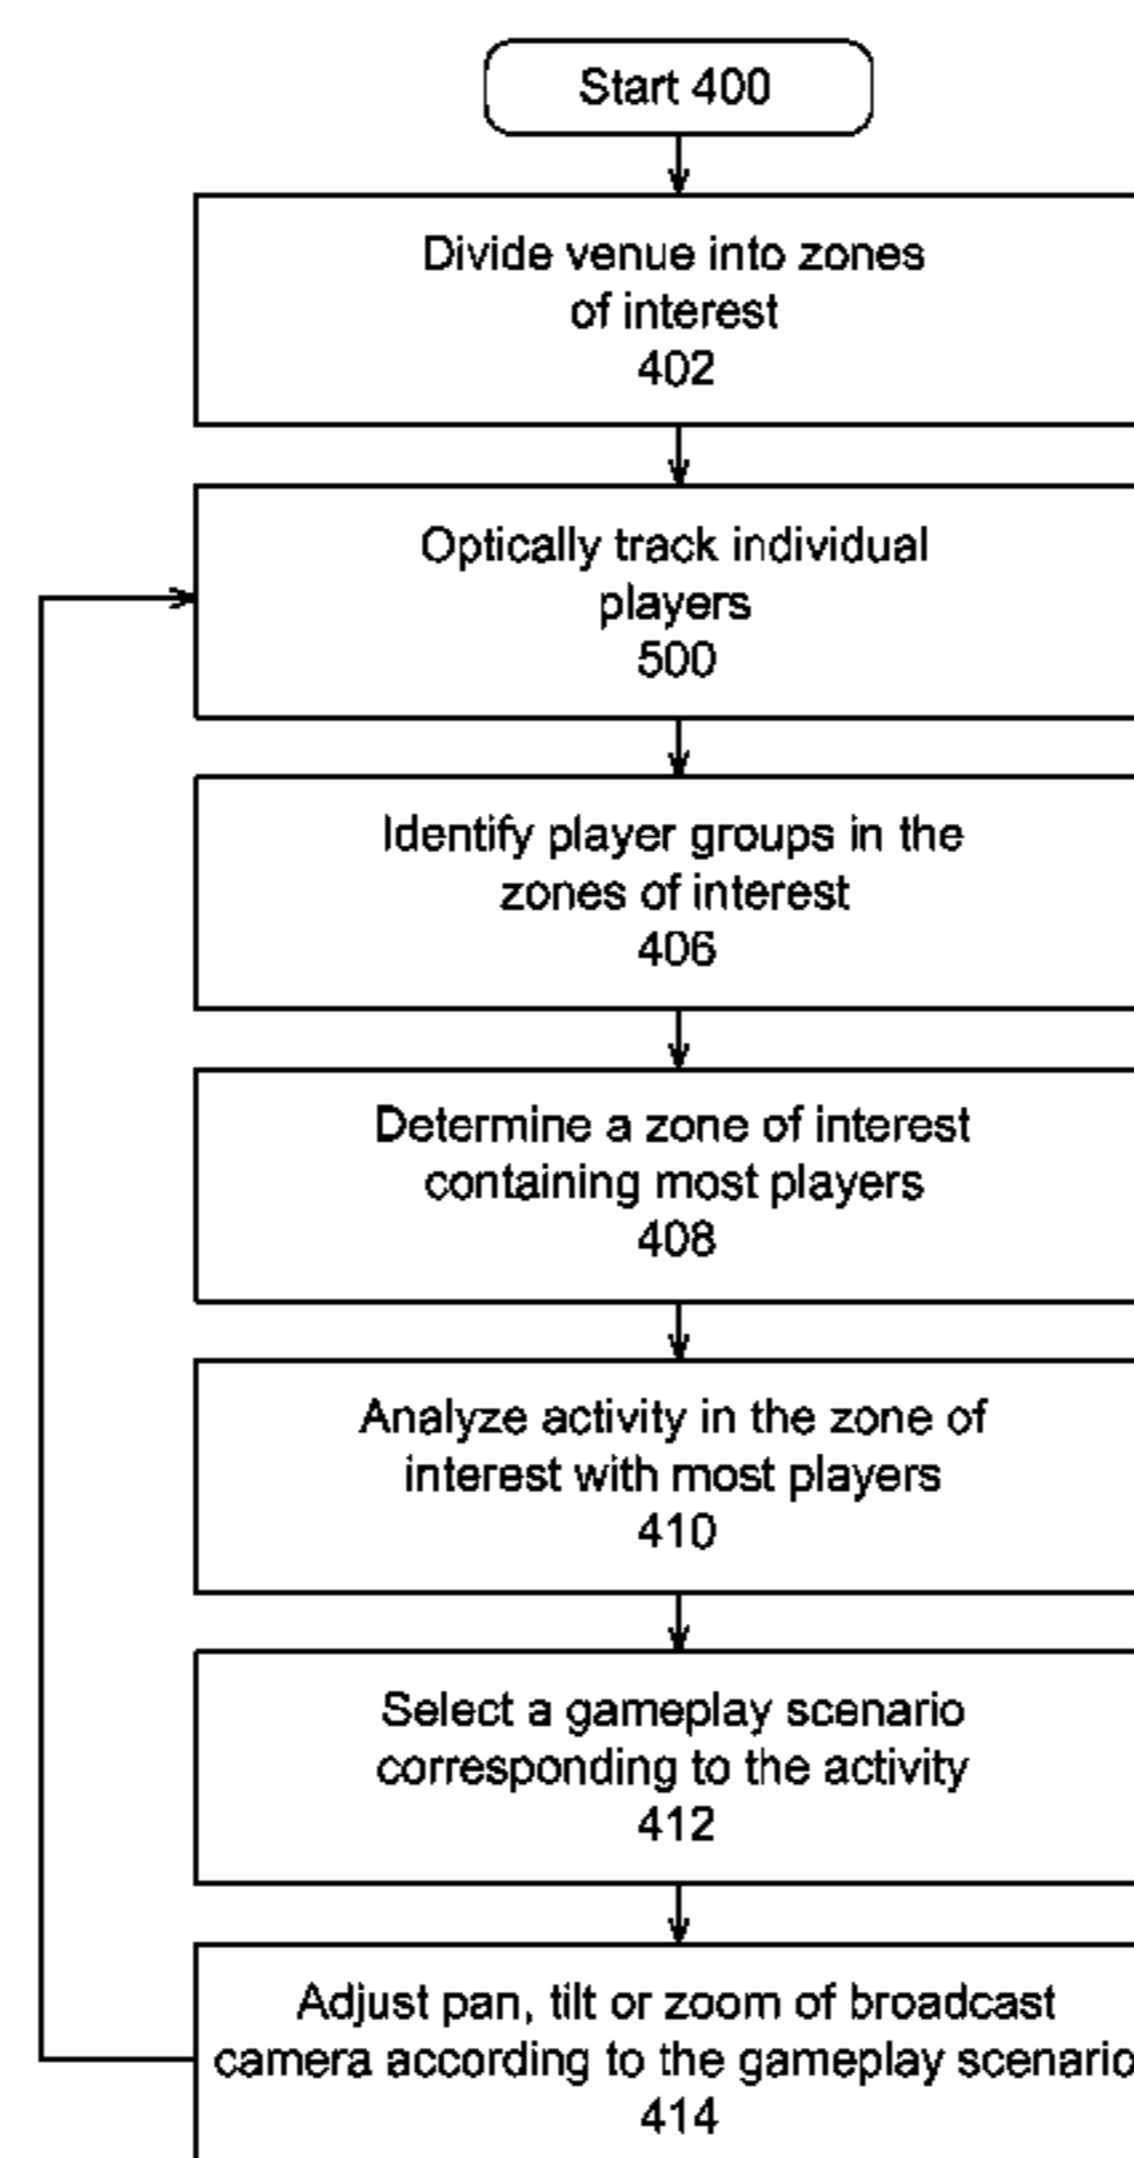 Start 400
Divide venue into zones
of interest
402
Optically track individual
players
500
Identify player groups in the
zones of interest
406
Determine a zone of interest
containing most players
408
Analyze activity in the zone of
interest with most players
410
Select a gameplay scenario
corresponding to the activity
412
Adjust pan, tilt or zoom of broadcast
camera according to the gameplay scenario
414